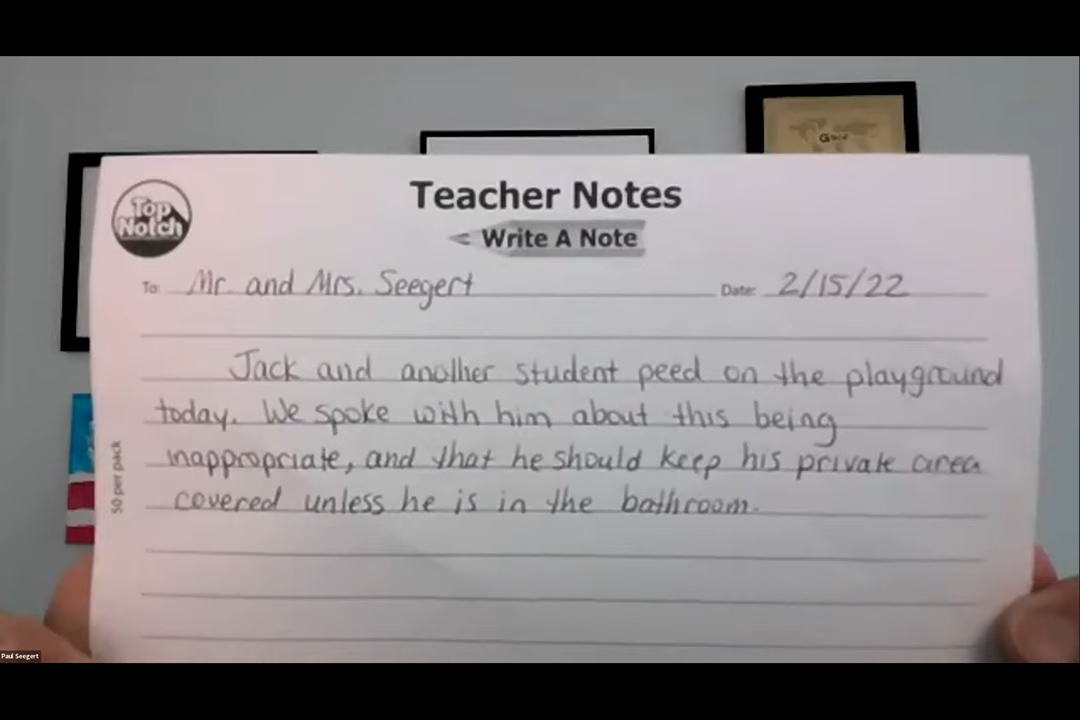 Grace
Top
Notch
Teacher Notes
Write A Note
To: Mr. and Mrs. Seegert Date: 2/15/22
Jack and another student peed on the playground
today. We spoke with him about this being
inappropriate, and that he should keep his private area
covered unless he is in the bathroom.
50 per pack
Paul Seegert